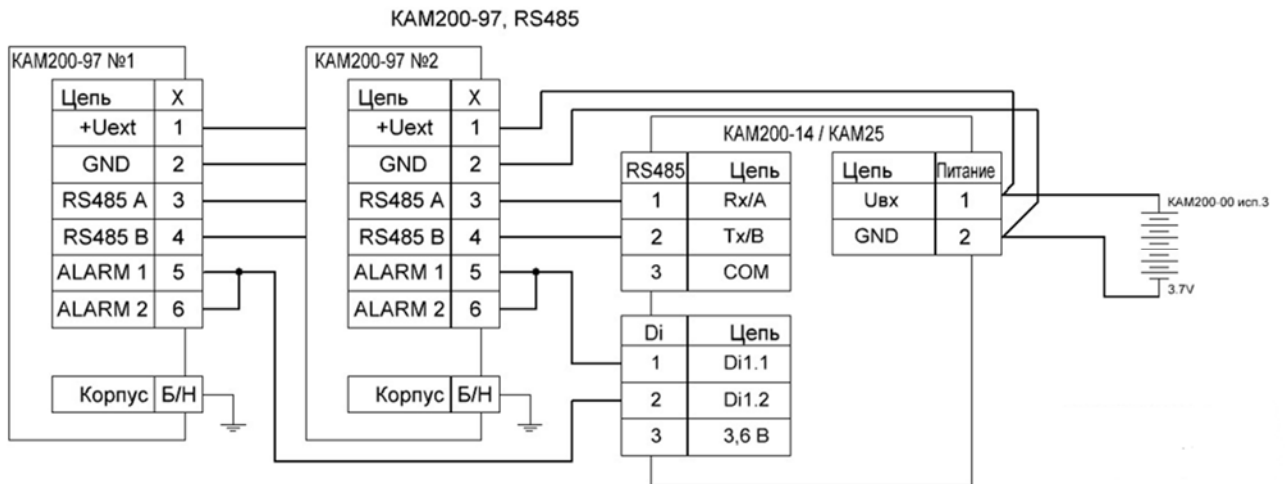 КАМ200-97, RS485
КАМ200-97 №1
Цепь X
+Uext 1
GND 2
RS485 A 3
RS485 B 4
ALARM 1 5
ALARM 2 6
Корпус Б/Н
КАМ200-97 №2
Цепь X
+Uext 1
GND 2
RS485 A 3
RS485 B 4
ALARM 1 5
ALARM 2 6
Корпус Б/Н
КАМ200-14 / КАМ25
RS485 Цепь
1 Rx/A
2 Tx/B
3 COM
Цепь Питание
Uвх 1
GND 2
Di Цепь
1 Di1.1
2 Di1.2
3 3,6 В
КАМ200-00 исп.3
3.7V